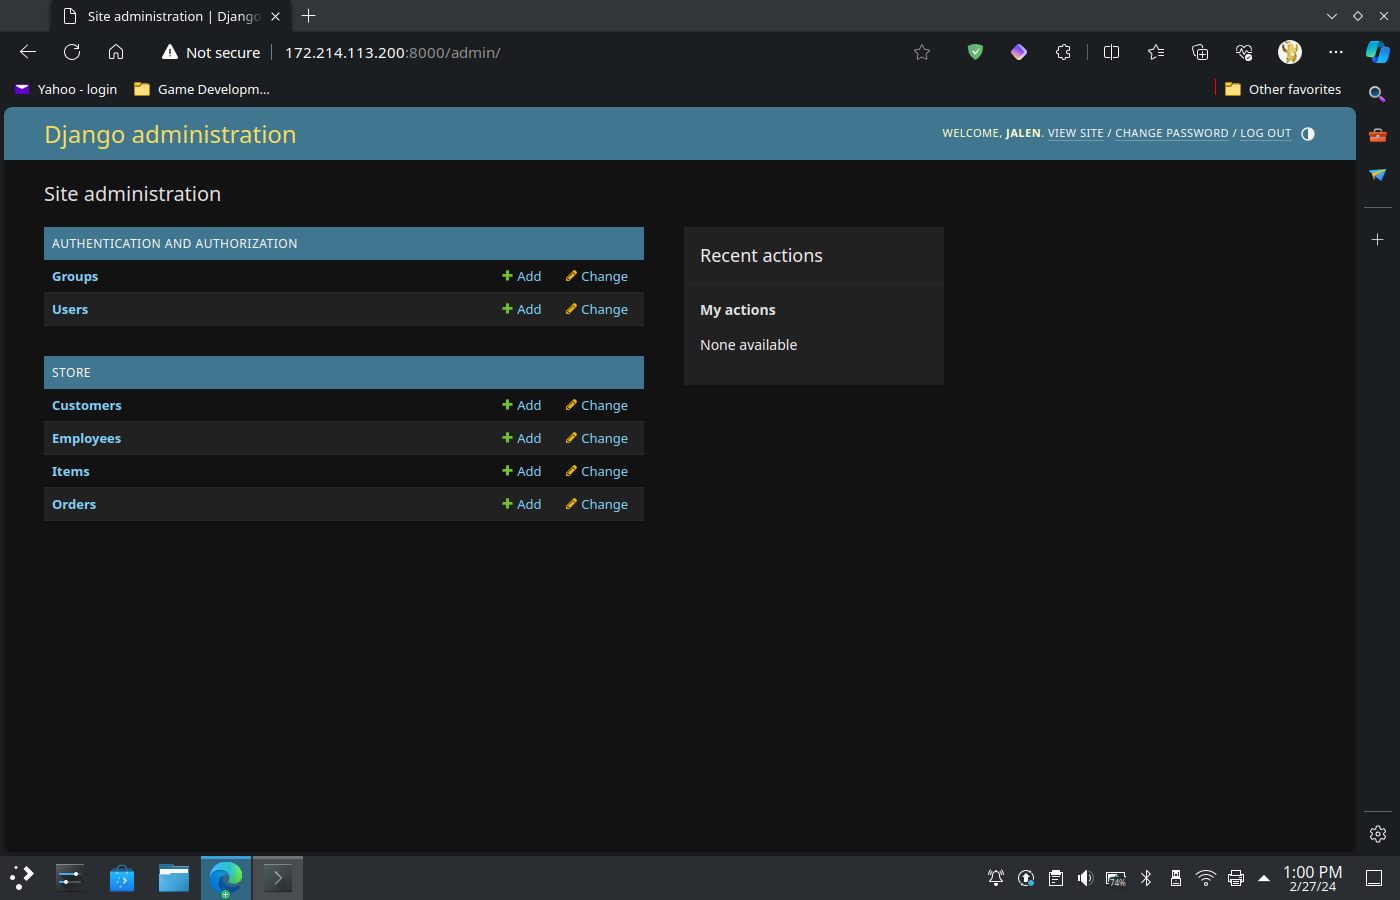 Site administration | Django
Not secure
172.214.113.200:8000/admin/
Yahoo - login
Game Developm...
Other favorites
Django administration
WELCOME, JALEN. VIEW SITE / CHANGE PASSWORD / LOG OUT
Site administration
AUTHENTICATION AND AUTHORIZATION
Groups Add Change
Users Add Change
STORE
Customers Add Change
Employees Add Change
Items Add Change
Orders Add Change
Recent actions
My actions
None available
74%
1:00 PM
2/27/24